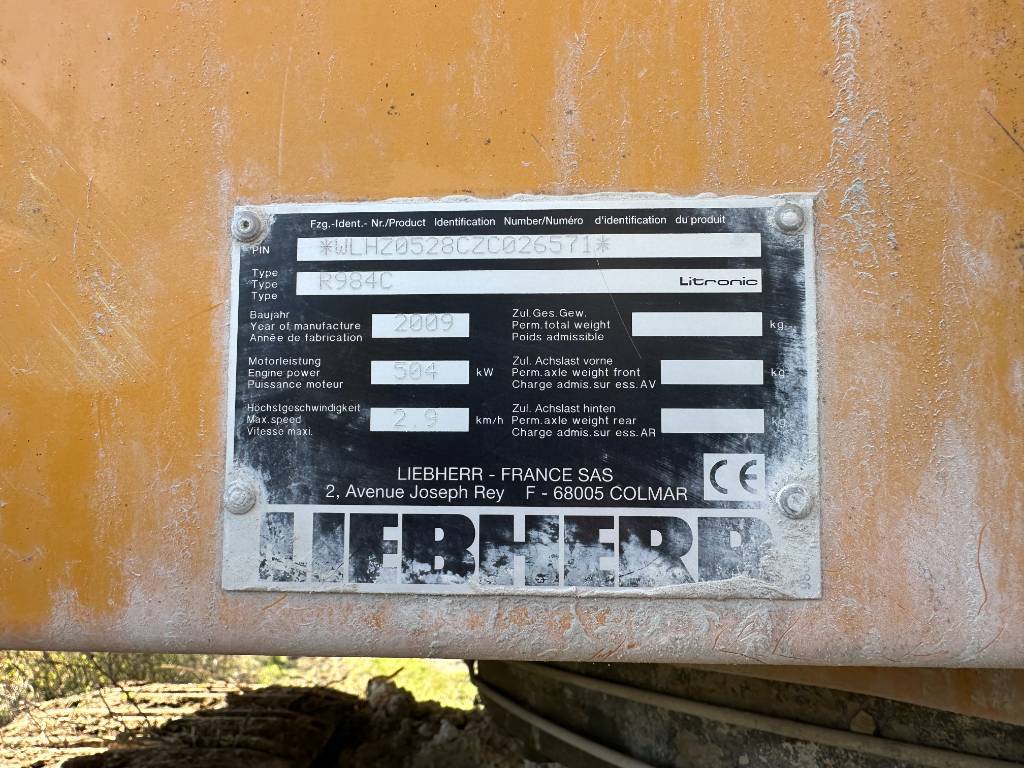 Fzg.-Ident.- Nr./Product Identification Number/Numéro d'identification du produit
PIN *WLHZ0528CZC026571*
Type
Type R984C Litronic
Type
Baujahr
Year of manufacture 2009
Année de fabrication
Zul.Ges.Gew.
Perm.total weight kg
Poids admissible
Motorleistung
Engine power 504 kW
Puissance moteur
Zul. Achslast vorne
Perm.axle weight front kg
Charge admis.sur ess.AV
Höchstgeschwindigkeit
Max.speed 2,9 km/h
Vitesse maxi.
Zul. Achslast hinten
Perm.axle weight rear kg
Charge admis.sur ess.AR
LIEBHERR - FRANCE SAS
2, Avenue Joseph Rey F - 68005 COLMAR
CE
LIEBHERR